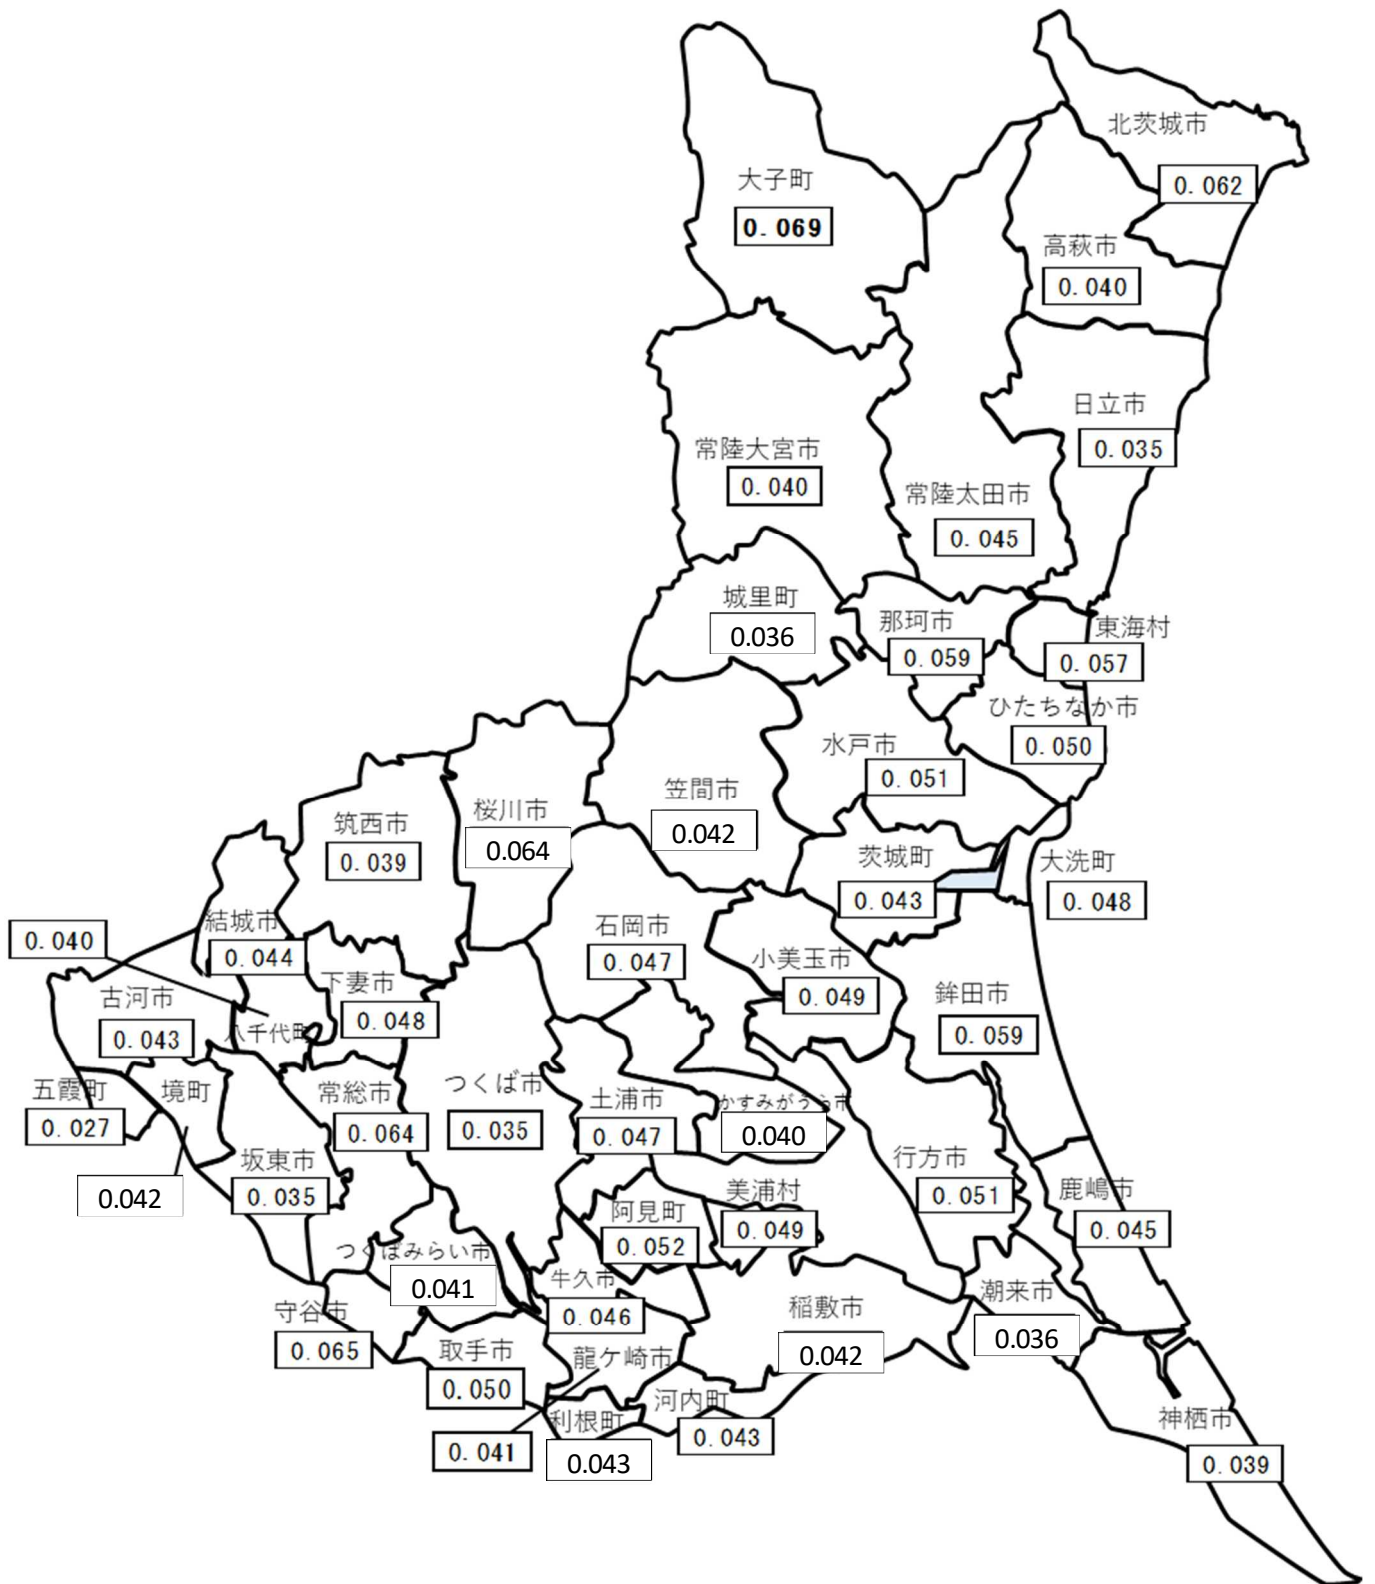 北茨城市
0.062
大子町
0.069
高萩市
0.040
日立市
0.035
常陸大宮市
0.040
常陸太田市
0.045
城里町
0.036
那珂市
0.059
東海村
0.057
ひたちなか市
0.050
水戸市
0.051
笠間市
0.042
桜川市
0.064
筑西市
0.039
茨城町
0.043
大洗町
0.048
結城市
0.044
0.040
石岡市
0.047
小美玉市
0.049
下妻市
0.048
古河市
0.043
八千代町
鉾田市
0.059
五霞町
0.027
境町
0.042
常総市
0.064
つくば市
0.035
土浦市
0.047
かすみがうら市
0.040
坂東市
0.035
行方市
0.051
鹿嶋市
0.045
美浦村
0.049
阿見町
0.052
つくばみらい市
0.041
牛久市
0.046
稲敷市
0.042
潮来市
0.036
守谷市
0.065
取手市
0.050
龍ケ崎市
0.041
利根町
0.043
河内町
0.043
神栖市
0.039